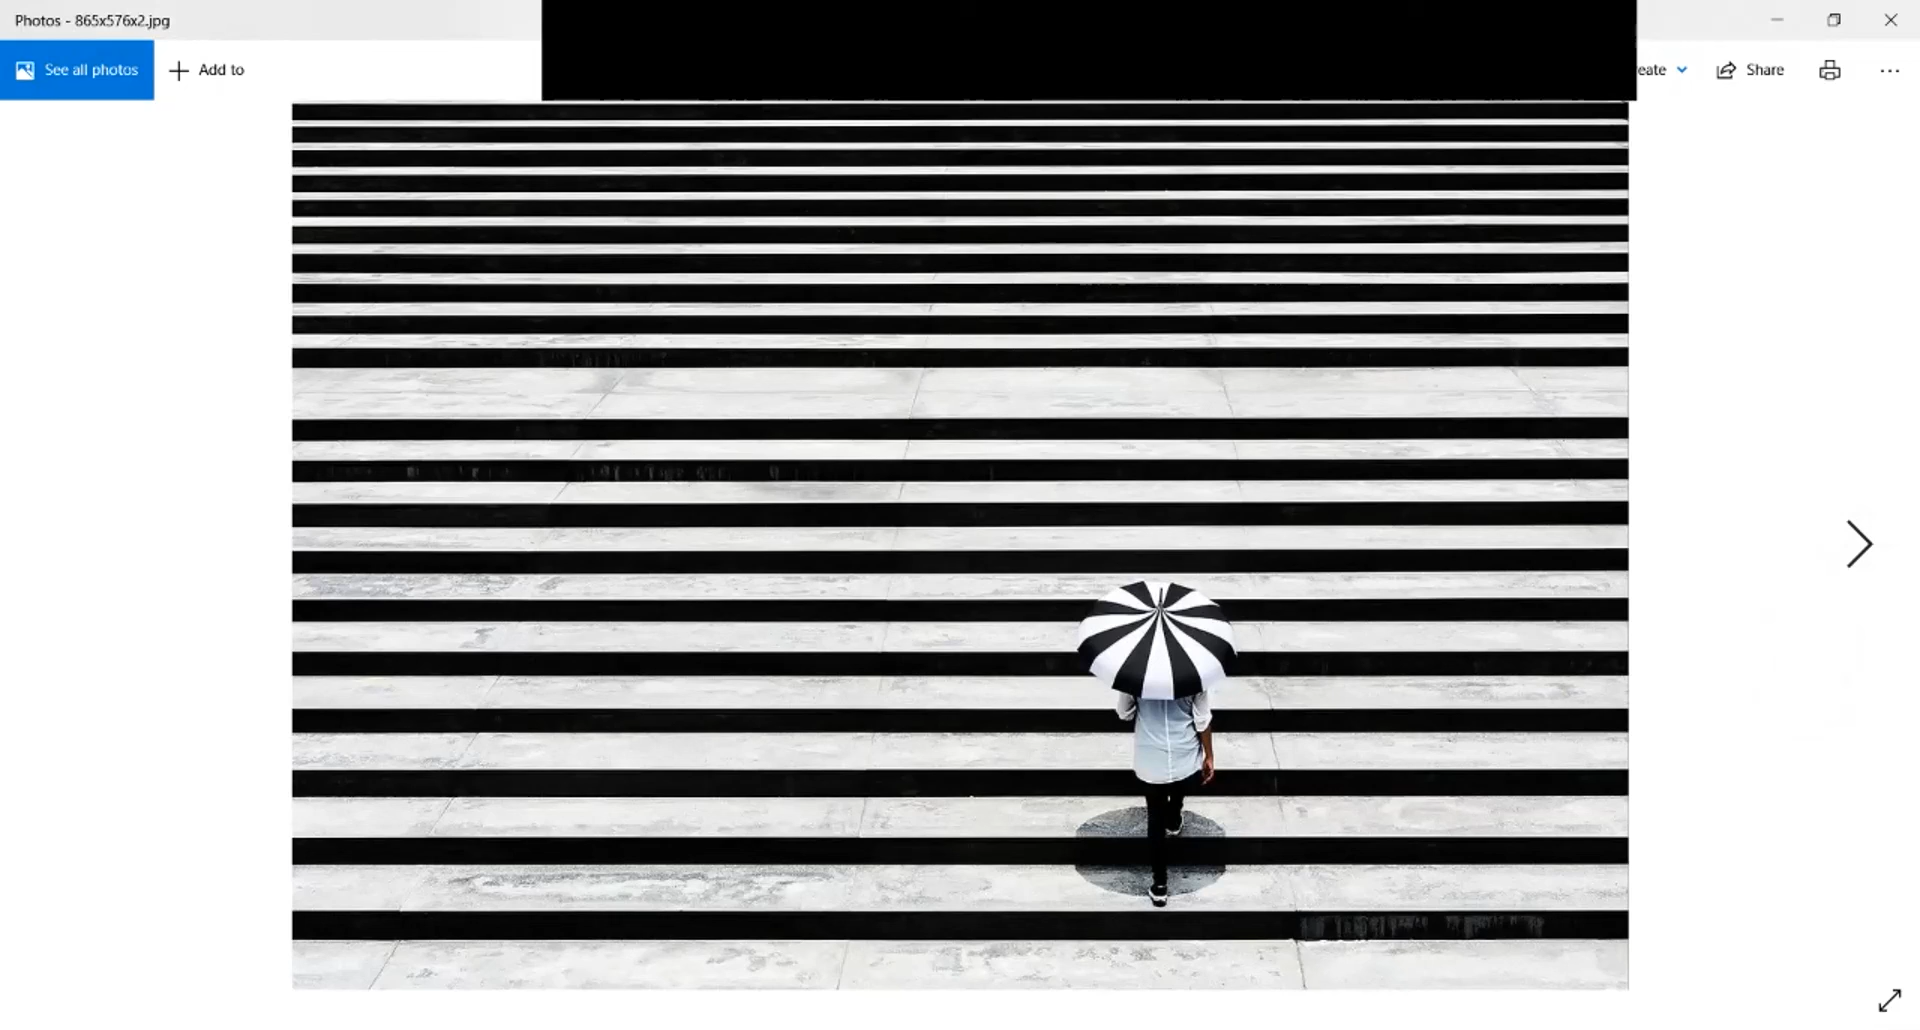 Photos - 865x576x2.jpg
See all photos
Add to
eate
Share